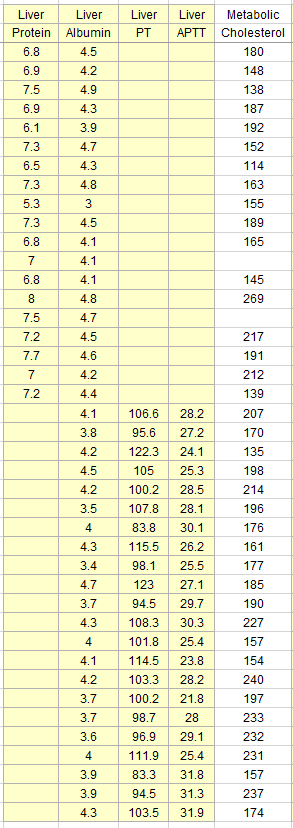 Liver Liver Liver Liver Metabolic
Protein Albumin PT APTT Cholesterol
6.8 4.5 180
6.9 4.2 148
7.5 4.9 138
6.9 4.3 187
6.1 3.9 192
7.3 4.7 152
6.5 4.3 114
7.3 4.8 163
5.3 3 155
7.3 4.5 189
6.8 4.1 165
7 4.1
6.8 4.1 145
8 4.8 269
7.5 4.7
7.2 4.5 217
7.7 4.6 191
7 4.2 212
7.2 4.4 139
4.1 106.6 28.2 207
3.8 95.6 27.2 170
4.2 122.3 24.1 135
4.5 105 25.3 198
4.2 100.2 28.5 214
3.5 107.8 28.1 196
4 83.8 30.1 176
4.3 115.5 26.2 161
3.4 98.1 25.5 177
4.7 123 27.1 185
3.7 94.5 29.7 190
4.3 108.3 30.3 227
4 101.8 25.4 157
4.1 114.5 23.8 154
4.2 103.3 28.2 240
3.7 100.2 21.8 197
3.7 98.7 28 233
3.6 96.9 29.1 232
4 111.9 25.4 231
3.9 83.3 31.8 157
3.9 94.5 31.3 237
4.3 103.5 31.9 174